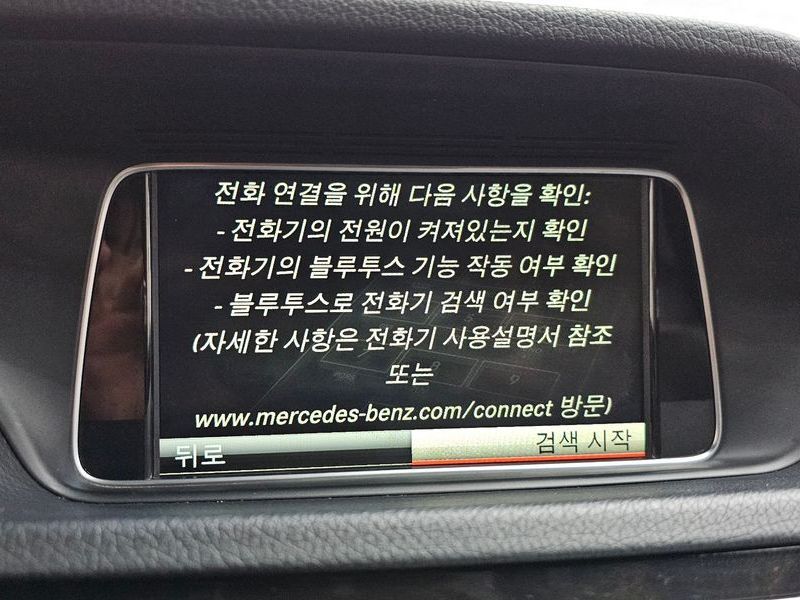 전화 연결을 위해 다음 사항을 확인:
- 전화기의 전원이 켜져있는지 확인
- 전화기의 블루투스 기능 작동 여부 확인
- 블루투스로 전화기 검색 여부 확인
(자세한 사항은 전화기 사용설명서 참조
또는
www.mercedes-benz.com/connect 방문)
뒤로 검색 시작